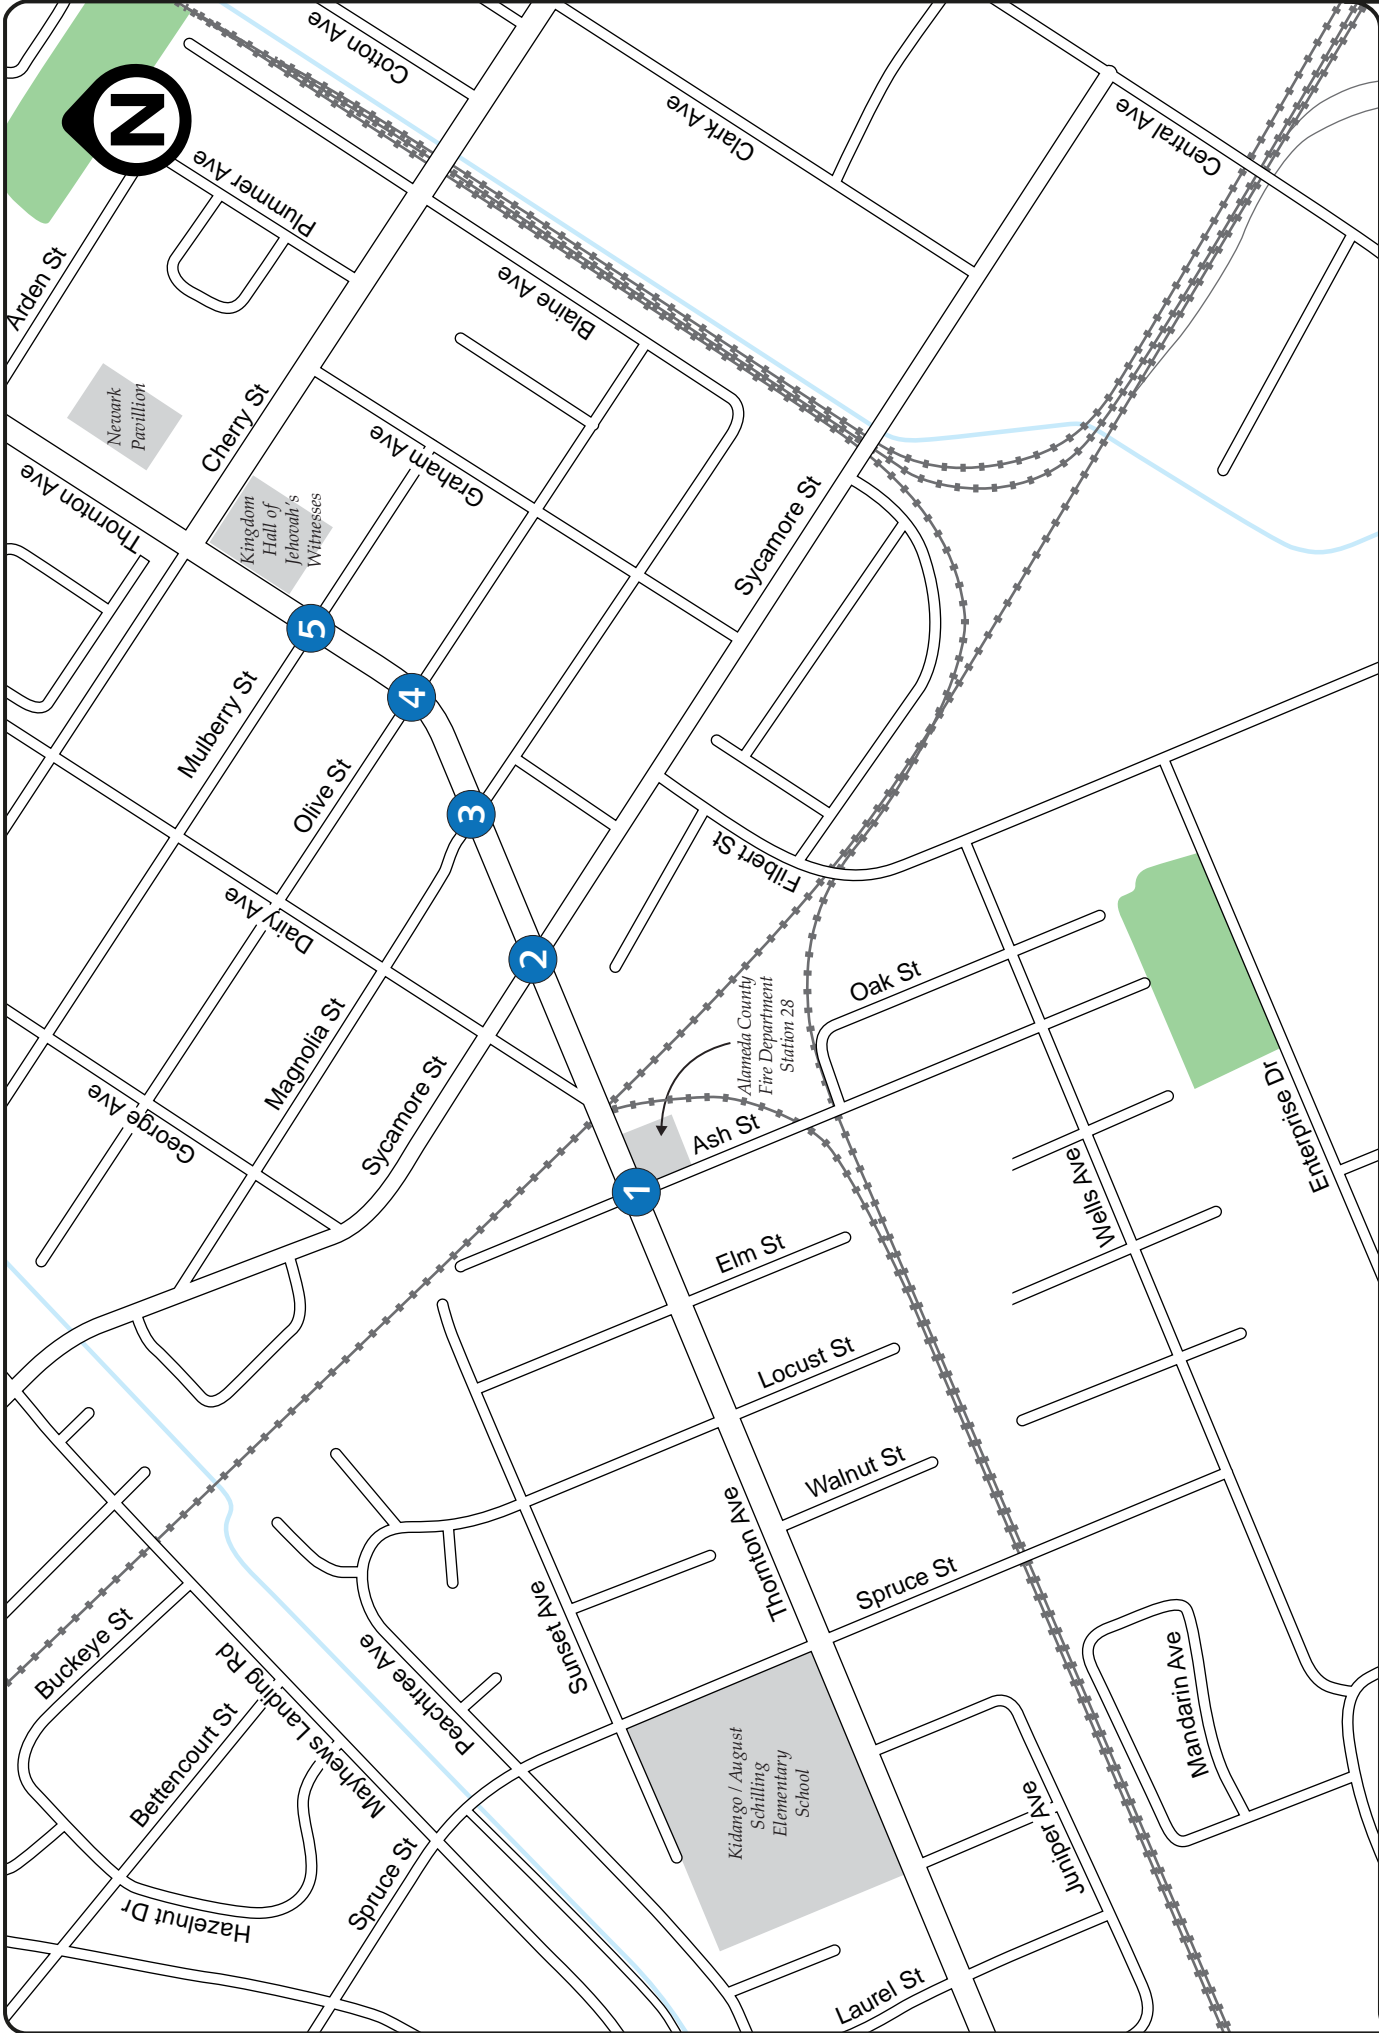 N
Cotton Ave
Clark Ave
Central Ave
Plummer Ave
Arden St
Blaine Ave
Newark
Pavillion
Cherry St
Graham Ave
Thornton Ave
Kingdom
Hall of
Jehovah's
Witnesses
Sycamore St
5
4
3
2
1
Mulberry St
Olive St
Filbert St
Dairy Ave
Magnolia St
Oak St
Alameda County
Fire Department
Station 28
George Ave
Sycamore St
Ash St
Wells Ave
Enterprise Dr
Elm St
Locust St
Walnut St
Thornton Ave
Spruce St
Sunset Ave
Peachtree Ave
Buckeye St
Mayhews Landing Rd
Bettencourt St
Mandarin Ave
Kidango / August
Schilling
Elementary
School
Juniper Ave
Spruce St
Hazelnut Dr
Laurel St